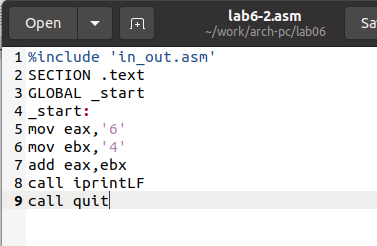 Open
lab6-2.asm
~/work/arch-pc/lab06
1 %include 'in_out.asm'
2 SECTION .text
3 GLOBAL _start
4 _start:
5 mov eax,'6'
6 mov ebx,'4'
7 add eax,ebx
8 call iprintLF
9 call quit